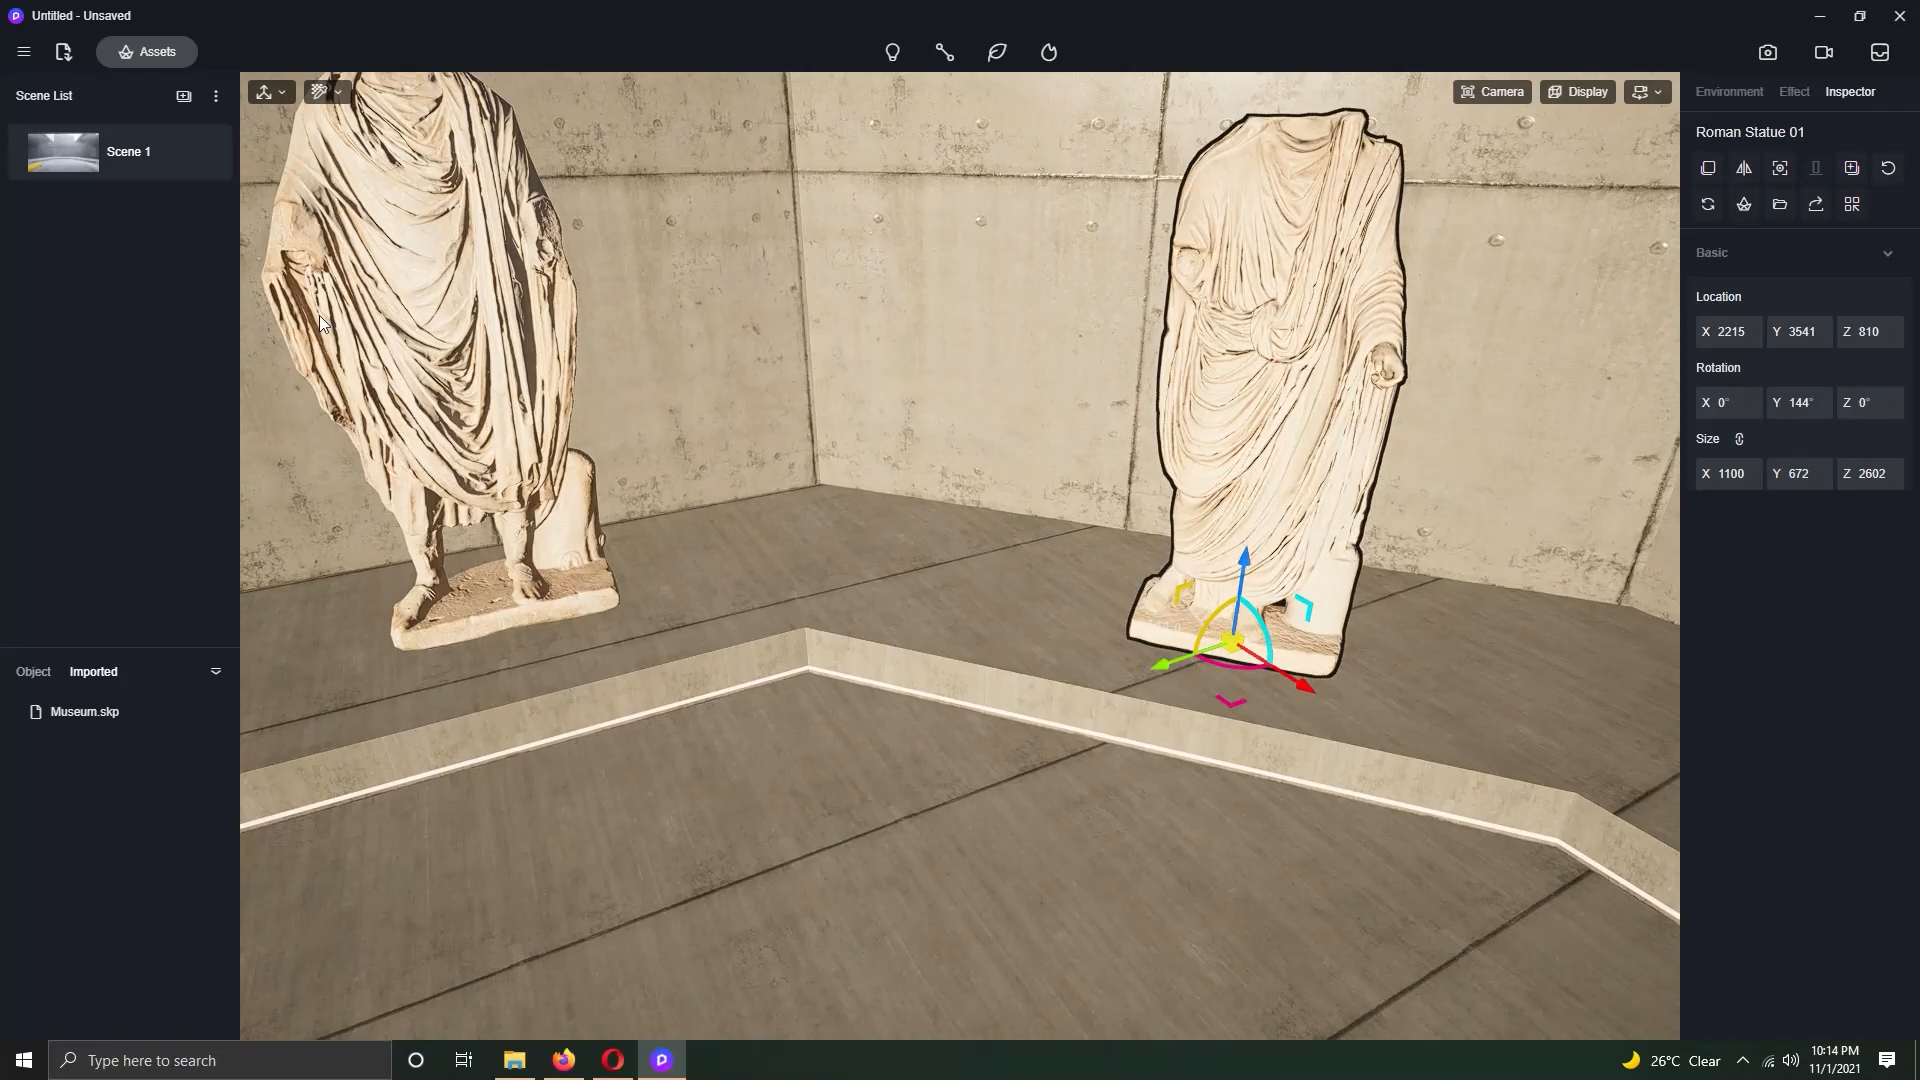 Untitled - Unsaved
Assets
Scene List
Scene 1
Object Imported
Museum.skp
Camera
Display
Environment Effect Inspector
Roman Statue 01
Basic
Location
X 2215 Y 3541 Z 810
Rotation
X 0° Y 144° Z 0°
Size
X 1100 Y 672 Z 2602
Type here to search
26°C Clear
10:14 PM
11/1/2021